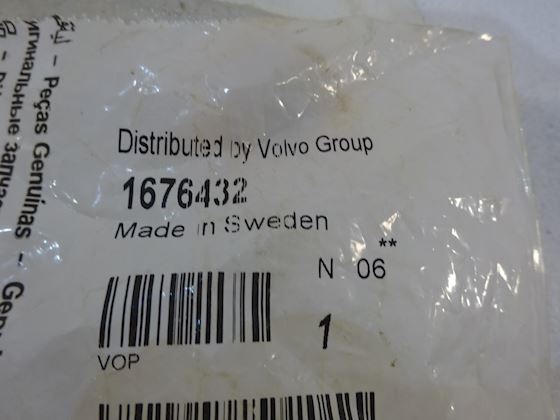 Peças Genuínas -
Distributed by Volvo Group
1676432
Made in Sweden
**
N 06
1
VOP